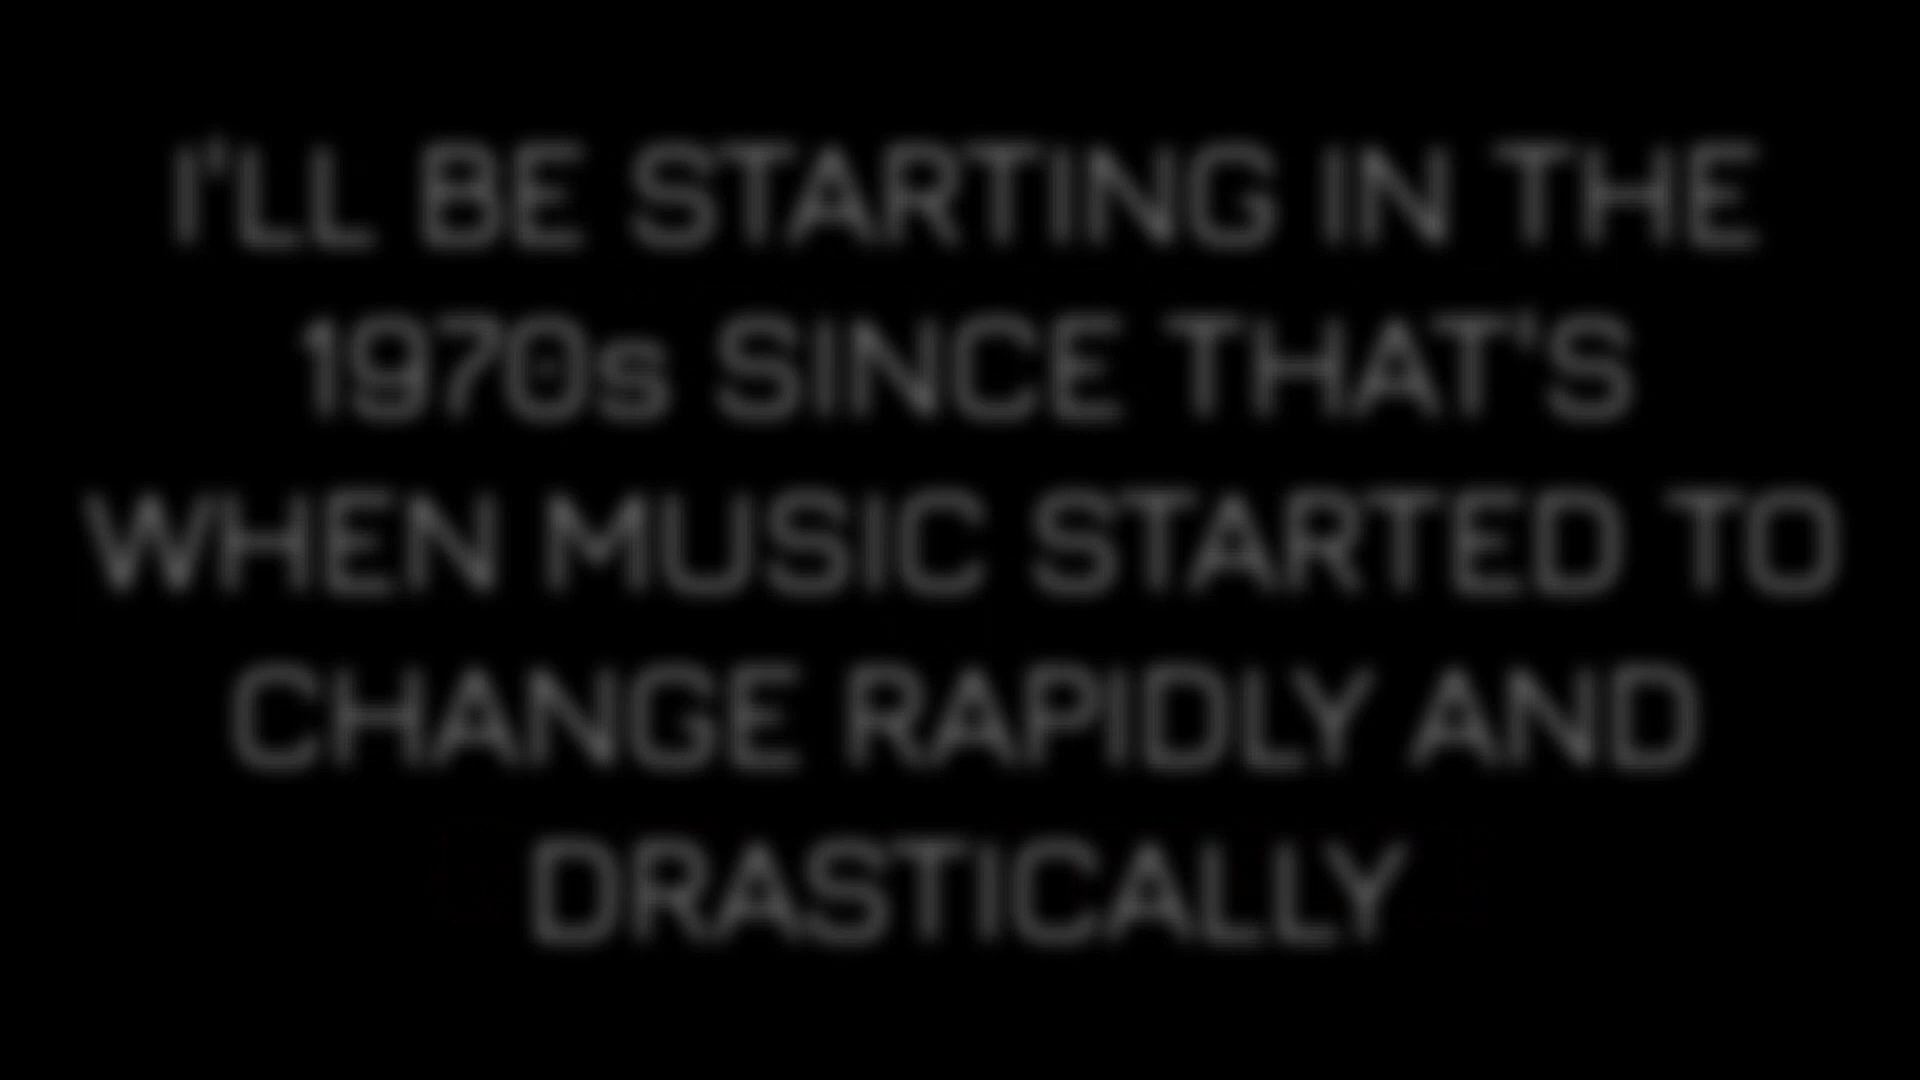 I'LL BE STARTING IN THE
1970s SINCE THAT'S
WHEN MUSIC STARTED TO
CHANGE RAPIDLY AND
DRASTICALLY